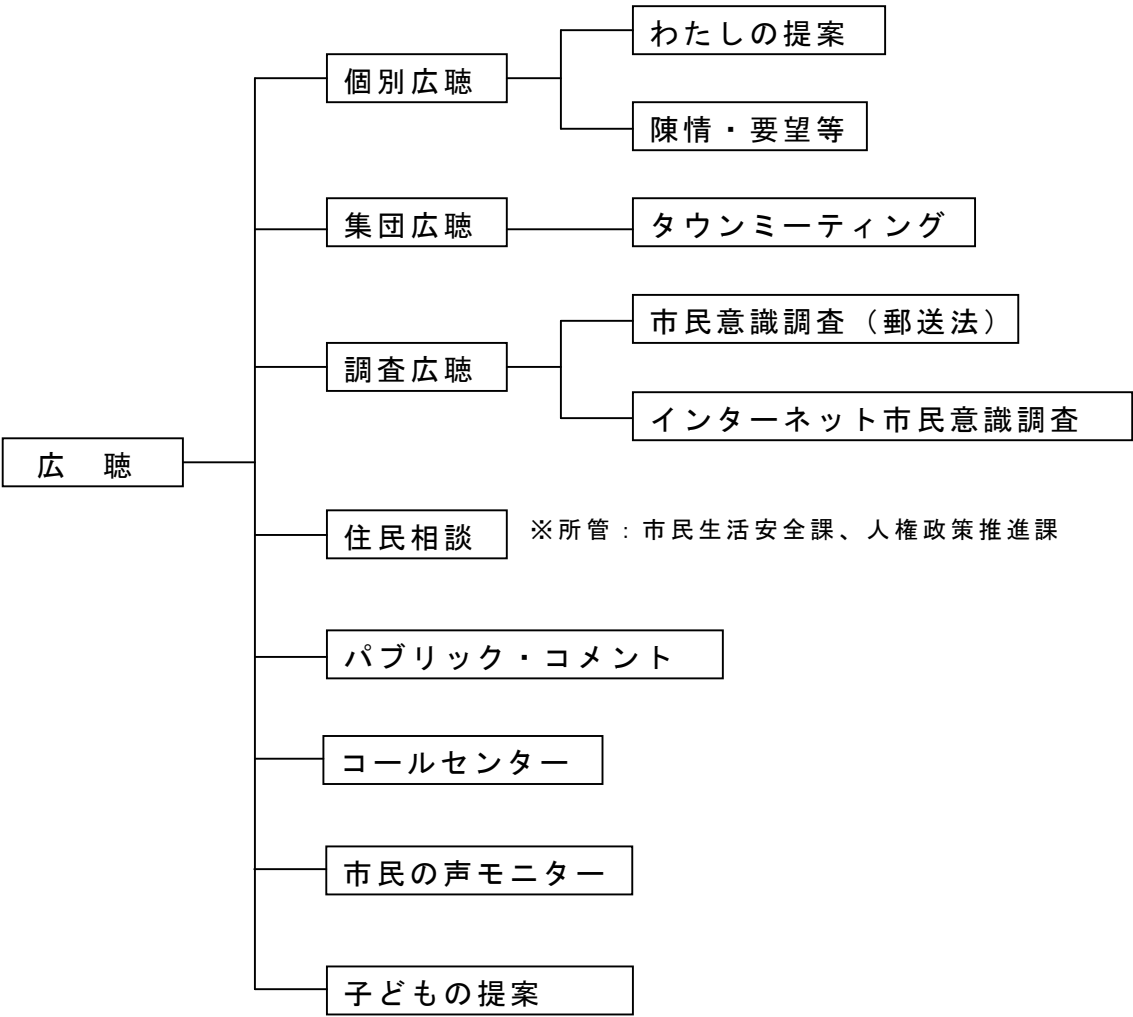 わたしの提案
個別広聴
陳情・要望等
集団広聴
タウンミーティング
市民意識調査（郵送法）
調査広聴
インターネット市民意識調査
広　聴
住民相談
※所管：市民生活安全課、人権政策推進課
パブリック・コメント
コールセンター
市民の声モニター
子どもの提案